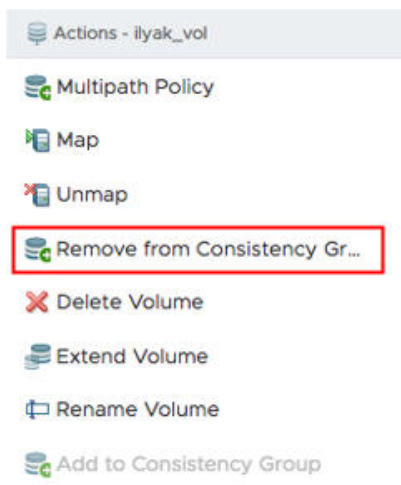 Actions - ilyak_vol
Multipath Policy
Map
Unmap
Remove from Consistency Gr...
Delete Volume
Extend Volume
Rename Volume
Add to Consistency Group